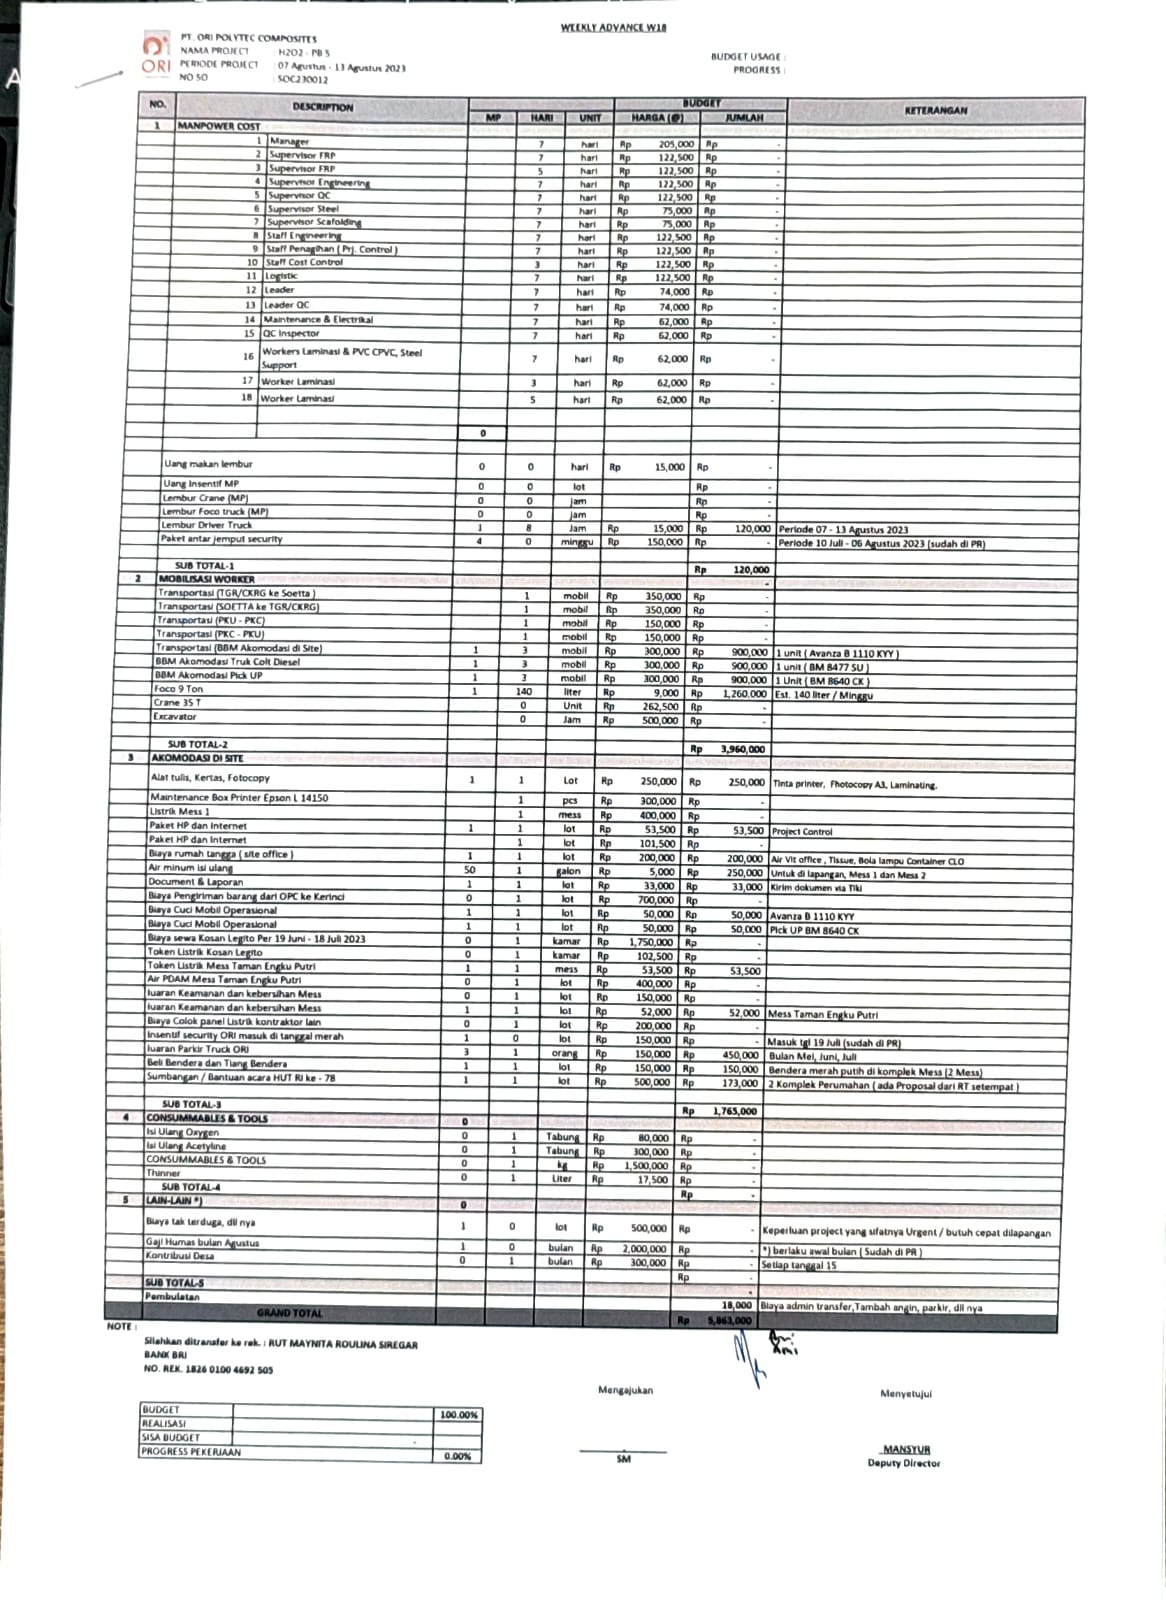 WEEKLY ADVANCE W18
PT. ORI POLYTEC COMPOSITES
NAMA PROJECT : H2O2 - PB 5
PERIODE PROJECT : 07 Agustus - 13 Agustus 2023
NO SO : SOC230012
ORI
BUDGET USAGE :
PROGRESS :
NO. DESCRIPTION BUDGET KETERANGAN
MP HARI UNIT HARGA (@) JUMLAH
1 MANPOWER COST
1 Manager 7 hari Rp 205,000 Rp -
2 Supervisor FRP 7 hari Rp 122,500 Rp -
3 Supervisor FRP 5 hari Rp 122,500 Rp -
4 Supervisor Engineering 7 hari Rp 122,500 Rp -
5 Supervisor QC 7 hari Rp 122,500 Rp -
6 Supervisor Steel 7 hari Rp 75,000 Rp -
7 Supervisor Scafolding 7 hari Rp 75,000 Rp -
8 Staff Engineering 7 hari Rp 122,500 Rp -
9 Staff Penagihan ( Prj. Control ) 7 hari Rp 122,500 Rp -
10 Staff Cost Control 3 hari Rp 122,500 Rp -
11 Logistic 7 hari Rp 122,500 Rp -
12 Leader 7 hari Rp 74,000 Rp -
13 Leader QC 7 hari Rp 74,000 Rp -
14 Maintenance & Electrikal 7 hari Rp 62,000 Rp -
15 QC Inspector 7 hari Rp 62,000 Rp -
16 Workers Laminasi & PVC CPVC, Steel Support 7 hari Rp 62,000 Rp -
17 Worker Laminasi 3 hari Rp 62,000 Rp -
18 Worker Laminasi 5 hari Rp 62,000 Rp -
0
Uang makan lembur 0 0 hari Rp 15,000 Rp -
Uang Insentif MP 0 0 lot Rp -
Lembur Crane (MP) 0 0 jam Rp -
Lembur Foco truck (MP) 0 0 jam Rp -
Lembur Driver Truck 1 8 Jam Rp 15,000 Rp 120,000 Periode 07 - 13 Agustus 2023
Paket antar jemput security 4 0 minggu Rp 150,000 Rp - Periode 10 Juli - 06 Agustus 2023 (sudah di PR)
SUB TOTAL-1 Rp 120,000
2 MOBILISASI WORKER -
Transportasi (TGR/CKRG ke Soetta ) 1 mobil Rp 350,000 Rp -
Transportasi (SOETTA ke TGR/CKRG) 1 mobil Rp 350,000 Rp -
Transportasi (PKU - PKC) 1 mobil Rp 150,000 Rp -
Transportasi (PKC - PKU) 1 mobil Rp 150,000 Rp -
Transportasi (BBM Akomodasi di Site) 1 3 mobil Rp 300,000 Rp 900,000 1 unit ( Avanza B 1110 KYY )
BBM Akomodasi Truk Colt Diesel 1 3 mobil Rp 300,000 Rp 900,000 1 unit ( BM 8477 SU )
BBM Akomodasi Pick UP 1 3 mobil Rp 300,000 Rp 900,000 1 Unit ( BM 8640 CK )
Foco 9 Ton 1 140 liter Rp 9,000 Rp 1,260,000 Est. 140 liter / Minggu
Crane 35 T 0 Unit Rp 262,500 Rp -
Excavator 0 Jam Rp 500,000 Rp -
SUB TOTAL-2 Rp 3,960,000
3 AKOMODASI DI SITE
Alat tulis, Kertas, Fotocopy 1 1 Lot Rp 250,000 Rp 250,000 Tinta printer, Fhotocopy A3, Laminating.
Maintenance Box Printer Epson L 14150 1 pcs Rp 300,000 Rp -
Listrik Mess 1 1 mess Rp 400,000 Rp -
Paket HP dan Internet 1 1 lot Rp 53,500 Rp 53,500 Project Control
Paket HP dan Internet 1 lot Rp 101,500 Rp -
Biaya rumah tangga ( site office ) 1 1 lot Rp 200,000 Rp 200,000 Air Vit office , Tissue, Bola lampu Container CLO
Air minum isi ulang 50 1 galon Rp 5,000 Rp 250,000 Untuk di lapangan, Mess 1 dan Mess 2
Document & Laporan 1 1 lot Rp 33,000 Rp 33,000 Kirim dokumen via Tiki
Biaya Pengiriman barang dari OPC ke Kerinci 0 1 lot Rp 700,000 Rp -
Biaya Cuci Mobil Operasional 1 1 lot Rp 50,000 Rp 50,000 Avanza B 1110 KYY
Biaya Cuci Mobil Operasional 1 1 lot Rp 50,000 Rp 50,000 Pick UP BM 8640 CK
Biaya sewa Kosan Legito Per 19 Juni - 18 Juli 2023 0 1 kamar Rp 1,750,000 Rp -
Token Listrik Kosan Legito 0 1 kamar Rp 102,500 Rp -
Token Listrik Mess Taman Engku Putri 1 1 mess Rp 53,500 Rp 53,500
Air PDAM Mess Taman Engku Putri 0 1 lot Rp 400,000 Rp -
Iuaran Keamanan dan kebersihan Mess 0 1 lot Rp 150,000 Rp -
Iuaran Keamanan dan kebersihan Mess 1 1 lot Rp 52,000 Rp 52,000 Mess Taman Engku Putri
Biaya Colok panel Listrik kontraktor lain 0 1 lot Rp 200,000 Rp -
Insentif security ORI masuk di tanggal merah 1 0 lot Rp 150,000 Rp - Masuk tgl 19 Juli (sudah di PR)
Iuaran Parkir Truck ORI 3 1 orang Rp 150,000 Rp 450,000 Bulan Mei, Juni, Juli
Beli Bendera dan Tiang Bendera 1 1 lot Rp 150,000 Rp 150,000 Bendera merah putih di komplek Mess (2 Mess)
Sumbangan / Bantuan acara HUT RI ke - 78 1 1 lot Rp 500,000 Rp 173,000 2 Komplek Perumahan ( ada Proposal dari RT setempat )
SUB TOTAL-3 Rp 1,765,000
4 CONSUMMABLES & TOOLS 0
Isi Ulang Oxygen 0 1 Tabung Rp 80,000 Rp -
Isi Ulang Acetyline 0 1 Tabung Rp 300,000 Rp -
CONSUMMABLES & TOOLS 0 1 kg Rp 1,500,000 Rp -
Thinner 0 1 Liter Rp 17,500 Rp -
SUB TOTAL-4 Rp -
5 LAIN-LAIN *) 0
Biaya tak terduga, dll nya 1 0 lot Rp 500,000 Rp - Keperluan project yang sifatnya Urgent / butuh cepat dilapangan
Gaji Humas bulan Agustus 1 0 bulan Rp 2,000,000 Rp - *) berlaku awal bulan ( Sudah di PR )
Kontribusi Desa 0 1 bulan Rp 300,000 Rp - Setiap tanggal 15
Rp -
SUB TOTAL-5 -
Pembulatan 18,000 Biaya admin transfer,Tambah angin, parkir, dll nya
GRAND TOTAL Rp 5,863,000
NOTE :
Silahkan ditransfer ke rek. : RUT MAYNITA ROULINA SIREGAR
BANK BRI
NO. REK. 1826 0100 4692 505
Mengajukan Menyetujui
BUDGET 100.00%
REALISASI
SISA BUDGET -
PROGRESS PEKERJAAN 0.00%
SM
MANSYUR
Deputy Director